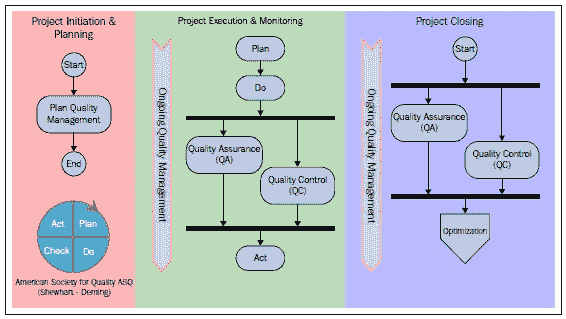 Project Initiation &
Planning
Start
Plan Quality
Management
End
Act
Plan
Check
Do
American Society for Quality ASQ
(Shewhart - Deming)
Project Execution & Monitoring
Ongoing Quality Management
Plan
Do
Quality Assurance
(QA)
Quality Control
(QC)
Act
Project Closing
Ongoing Quality Management
Start
Quality Assurance
(QA)
Quality Control
(QC)
Optimization